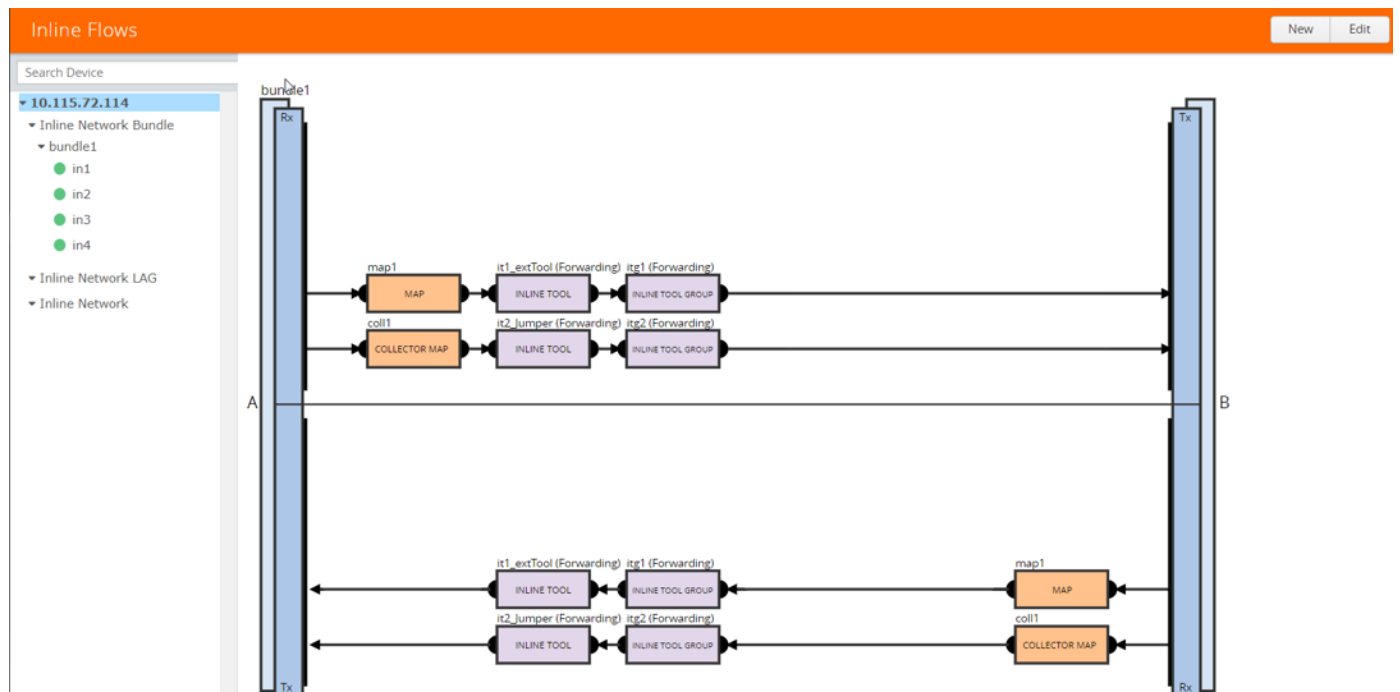 Inline Flows
New Edit
Search Device
10.115.72.114
Inline Network Bundle
bundle1
in1
in2
in3
in4
Inline Network LAG
Inline Network
bundle1
Rx
Tx
map1
it1_extTool (Forwarding) itg1 (Forwarding)
MAP
INLINE TOOL
INLINE TOOL GROUP
coll1
it2_Jumper (Forwarding) itg2 (Forwarding)
COLLECTOR MAP
INLINE TOOL
INLINE TOOL GROUP
A
B
it1_extTool (Forwarding) itg1 (Forwarding)
map1
INLINE TOOL
INLINE TOOL GROUP
MAP
it2_Jumper (Forwarding) itg2 (Forwarding)
coll1
INLINE TOOL
INLINE TOOL GROUP
COLLECTOR MAP
Tx
Rx